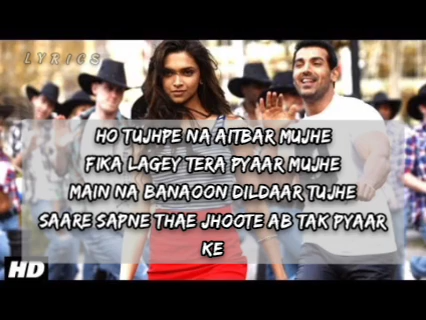 LYRICS
HO TUJHPE NA AITBAR MUJHE
FIKA LAGEY TERA PYAAR MUJHE
MAIN NA BANAOON DILDAAR TUJHE
SAARE SAPNE THAE JHOOTE AB TAK PYAAR
KE
HD